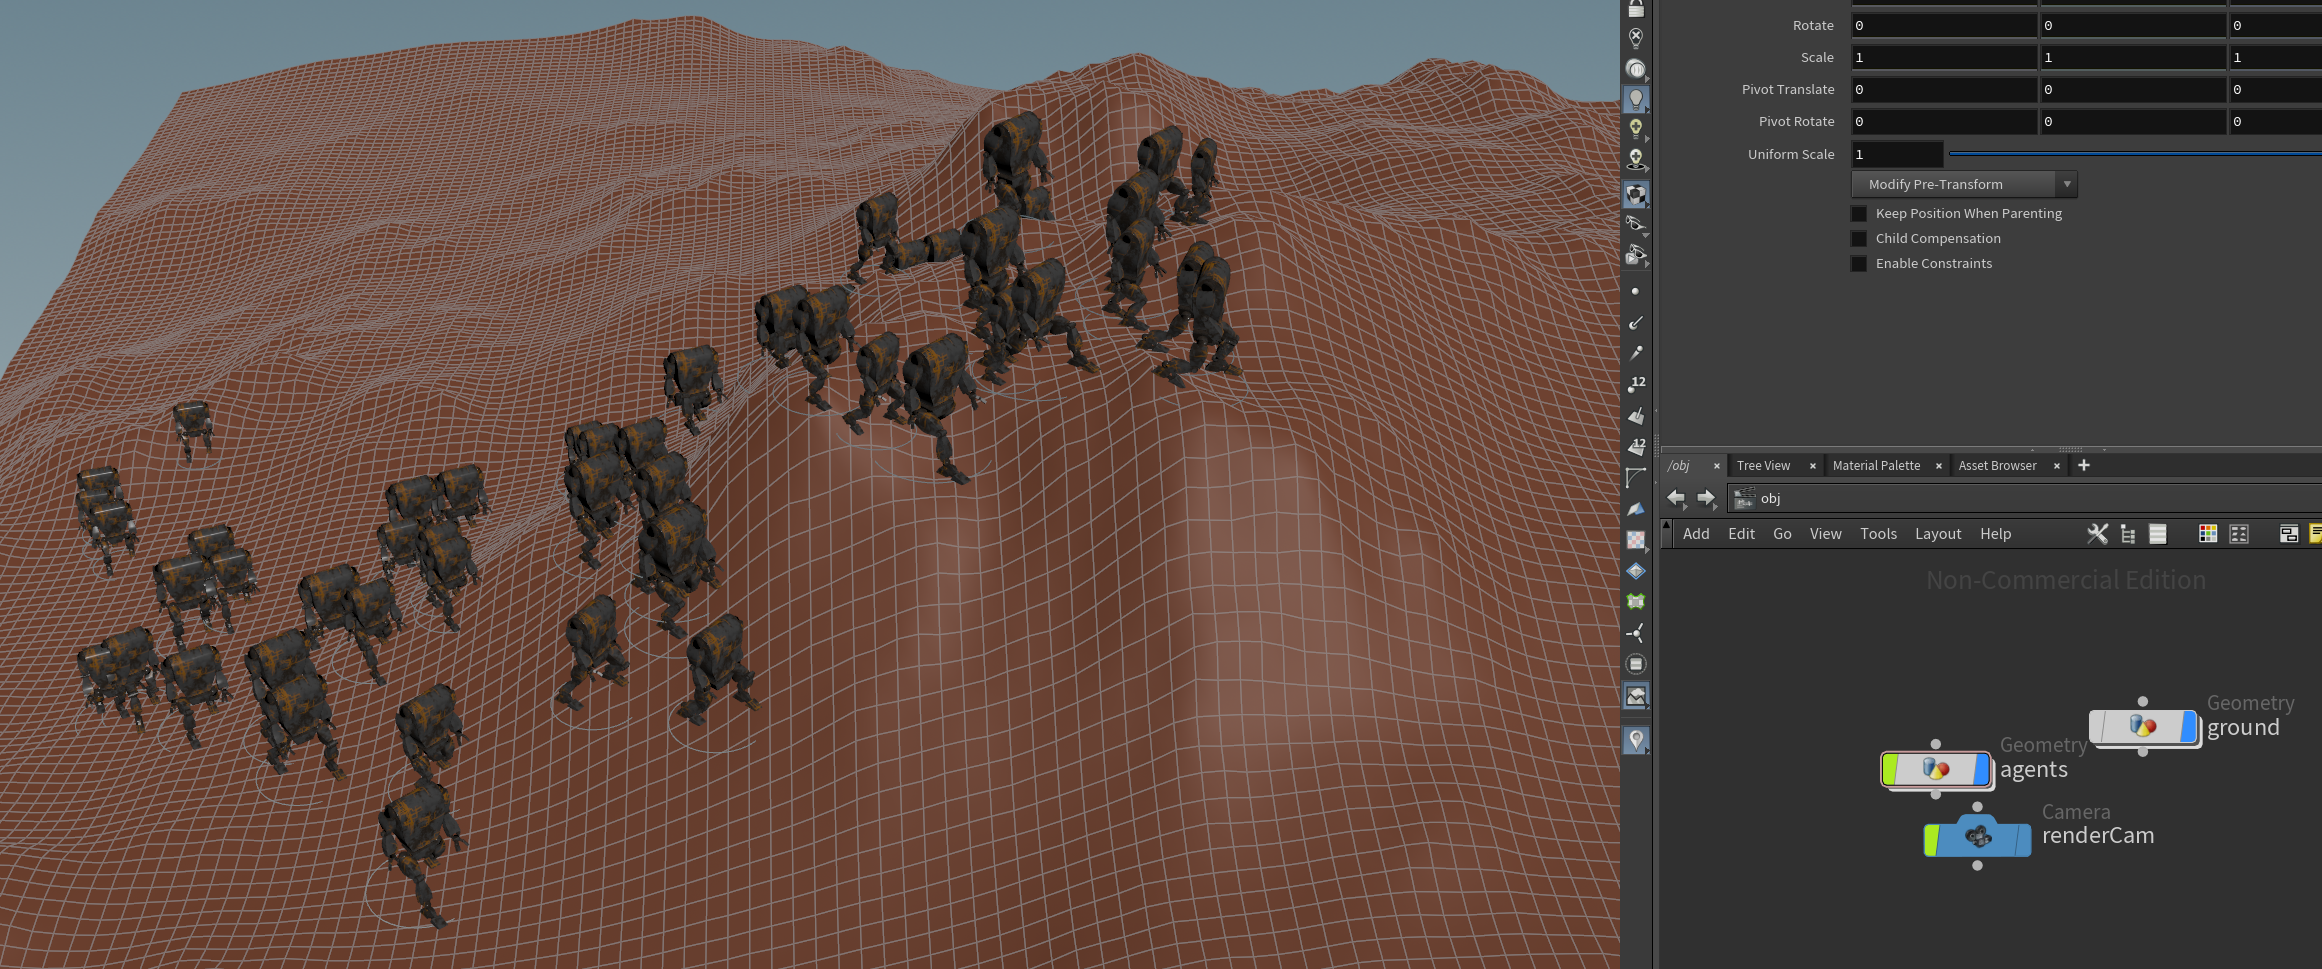 Rotate 0 0 0
Scale 1 1 1
Pivot Translate 0 0 0
Pivot Rotate 0 0 0
Uniform Scale 1
Modify Pre-Transform
Keep Position When Parenting
Child Compensation
Enable Constraints
12
12
/obj × Tree View × Material Palette × Asset Browser × +
obj
Add Edit Go View Tools Layout Help
Non-Commercial Edition
Geometry
ground
Geometry
agents
Camera
renderCam